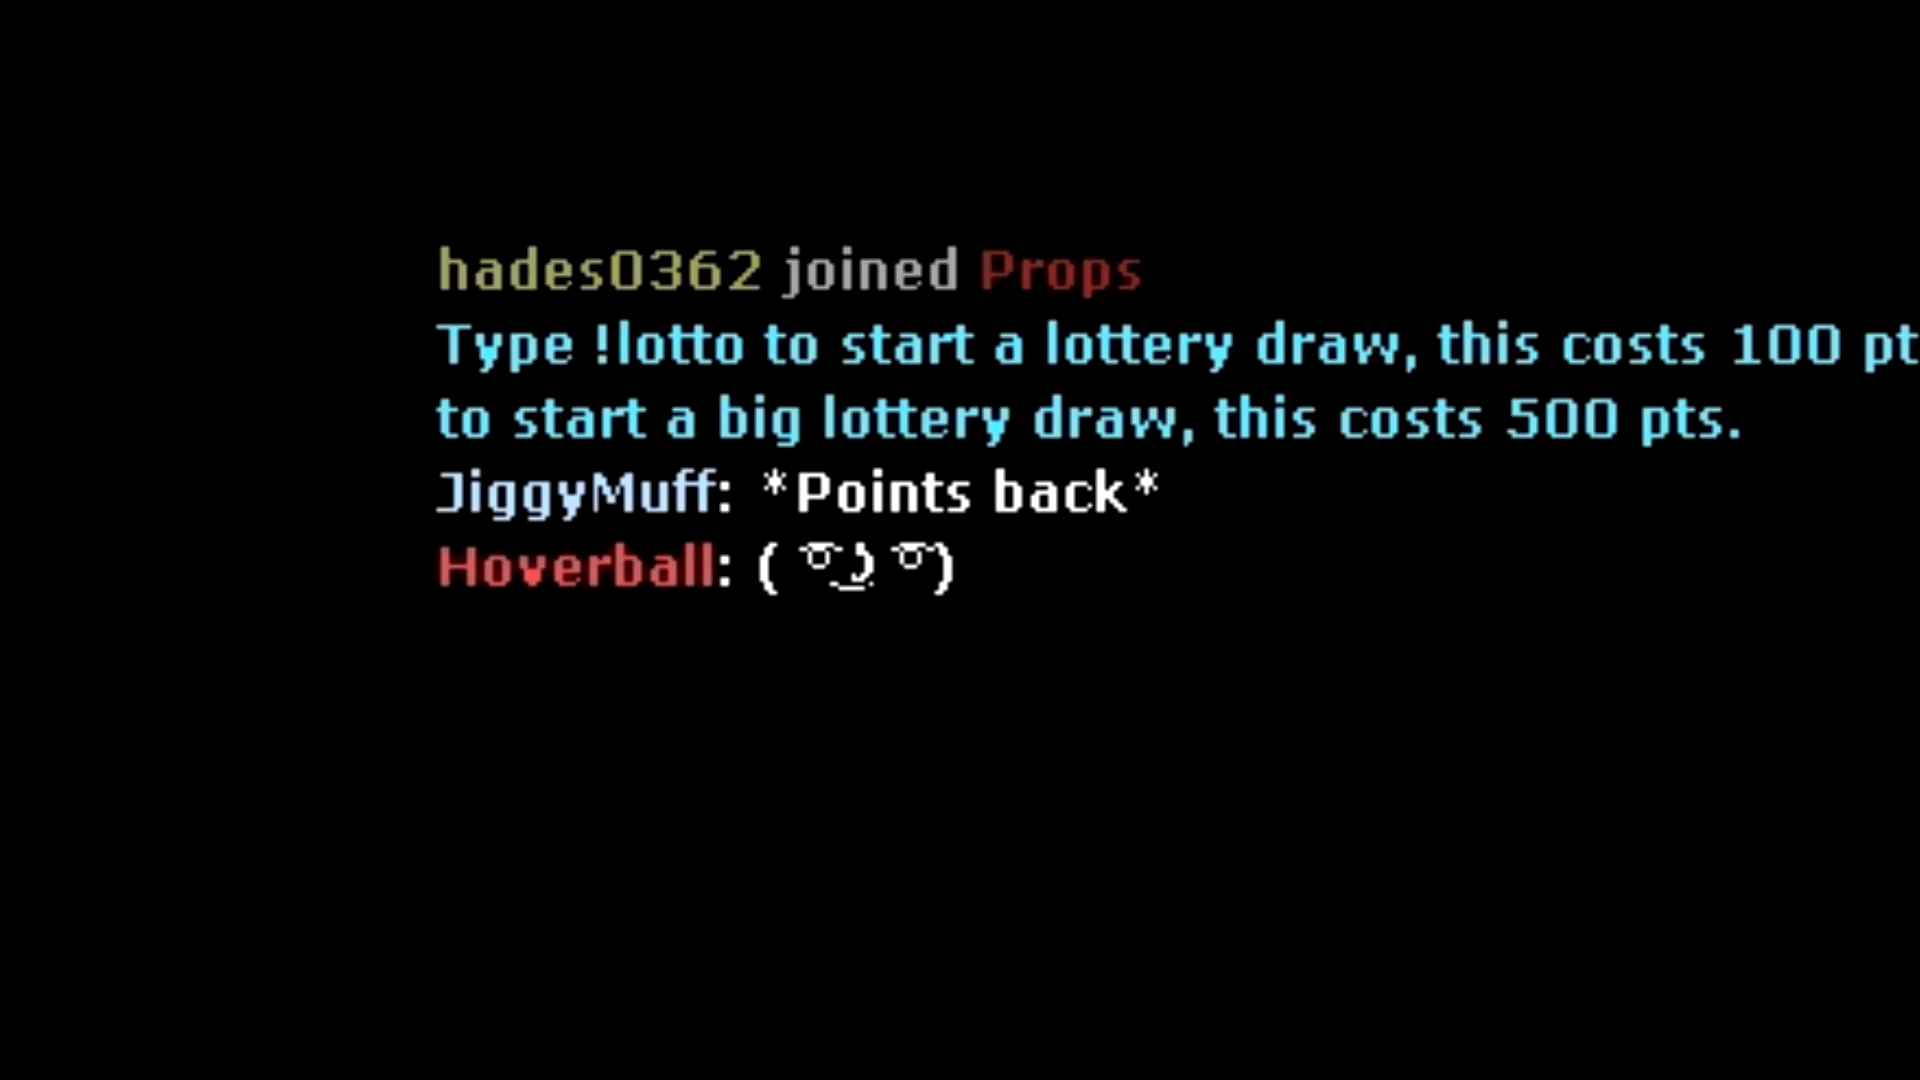 hades0362 joined Props
Type !lotto to start a lottery draw, this costs 100 pt
to start a big lottery draw, this costs 500 pts.
JiggyMuff: *Points back*
Hoverball: ( ͡° ͜ʖ ͡°)